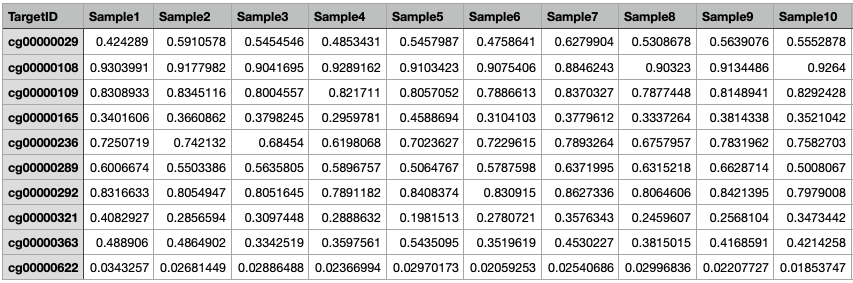 TargetID Sample1 Sample2 Sample3 Sample4 Sample5 Sample6 Sample7 Sample8 Sample9 Sample10
cg00000029 0.424289 0.5910578 0.5454546 0.4853431 0.5457987 0.4758641 0.6279904 0.5308678 0.5639076 0.5552878
cg00000108 0.9303991 0.9177982 0.9041695 0.9289162 0.9103423 0.9075406 0.8846243 0.90323 0.9134486 0.9264
cg00000109 0.8308933 0.8345116 0.8004557 0.821711 0.8057052 0.7886613 0.8370327 0.7877448 0.8148941 0.8292428
cg00000165 0.3401606 0.3660862 0.3798245 0.2959781 0.4588694 0.3104103 0.3779612 0.3337264 0.3814338 0.3521042
cg00000236 0.7250719 0.742132 0.68454 0.6198068 0.7023627 0.7229615 0.7893264 0.6757957 0.7831962 0.7582703
cg00000289 0.6006674 0.5503386 0.5635805 0.5896757 0.5064767 0.5787598 0.6371995 0.6315218 0.6628714 0.5008067
cg00000292 0.8316633 0.8054947 0.8051645 0.7891182 0.8408374 0.830915 0.8627336 0.8064606 0.8421395 0.7979008
cg00000321 0.4082927 0.2856594 0.3097448 0.2888632 0.1981513 0.2780721 0.3576343 0.2459607 0.2568104 0.3473442
cg00000363 0.488906 0.4864902 0.3342519 0.3597561 0.5435095 0.3519619 0.4530227 0.3815015 0.4168591 0.4214258
cg00000622 0.0343257 0.02681449 0.02886488 0.02366994 0.02970173 0.02059253 0.02540686 0.02996836 0.02207727 0.01853747